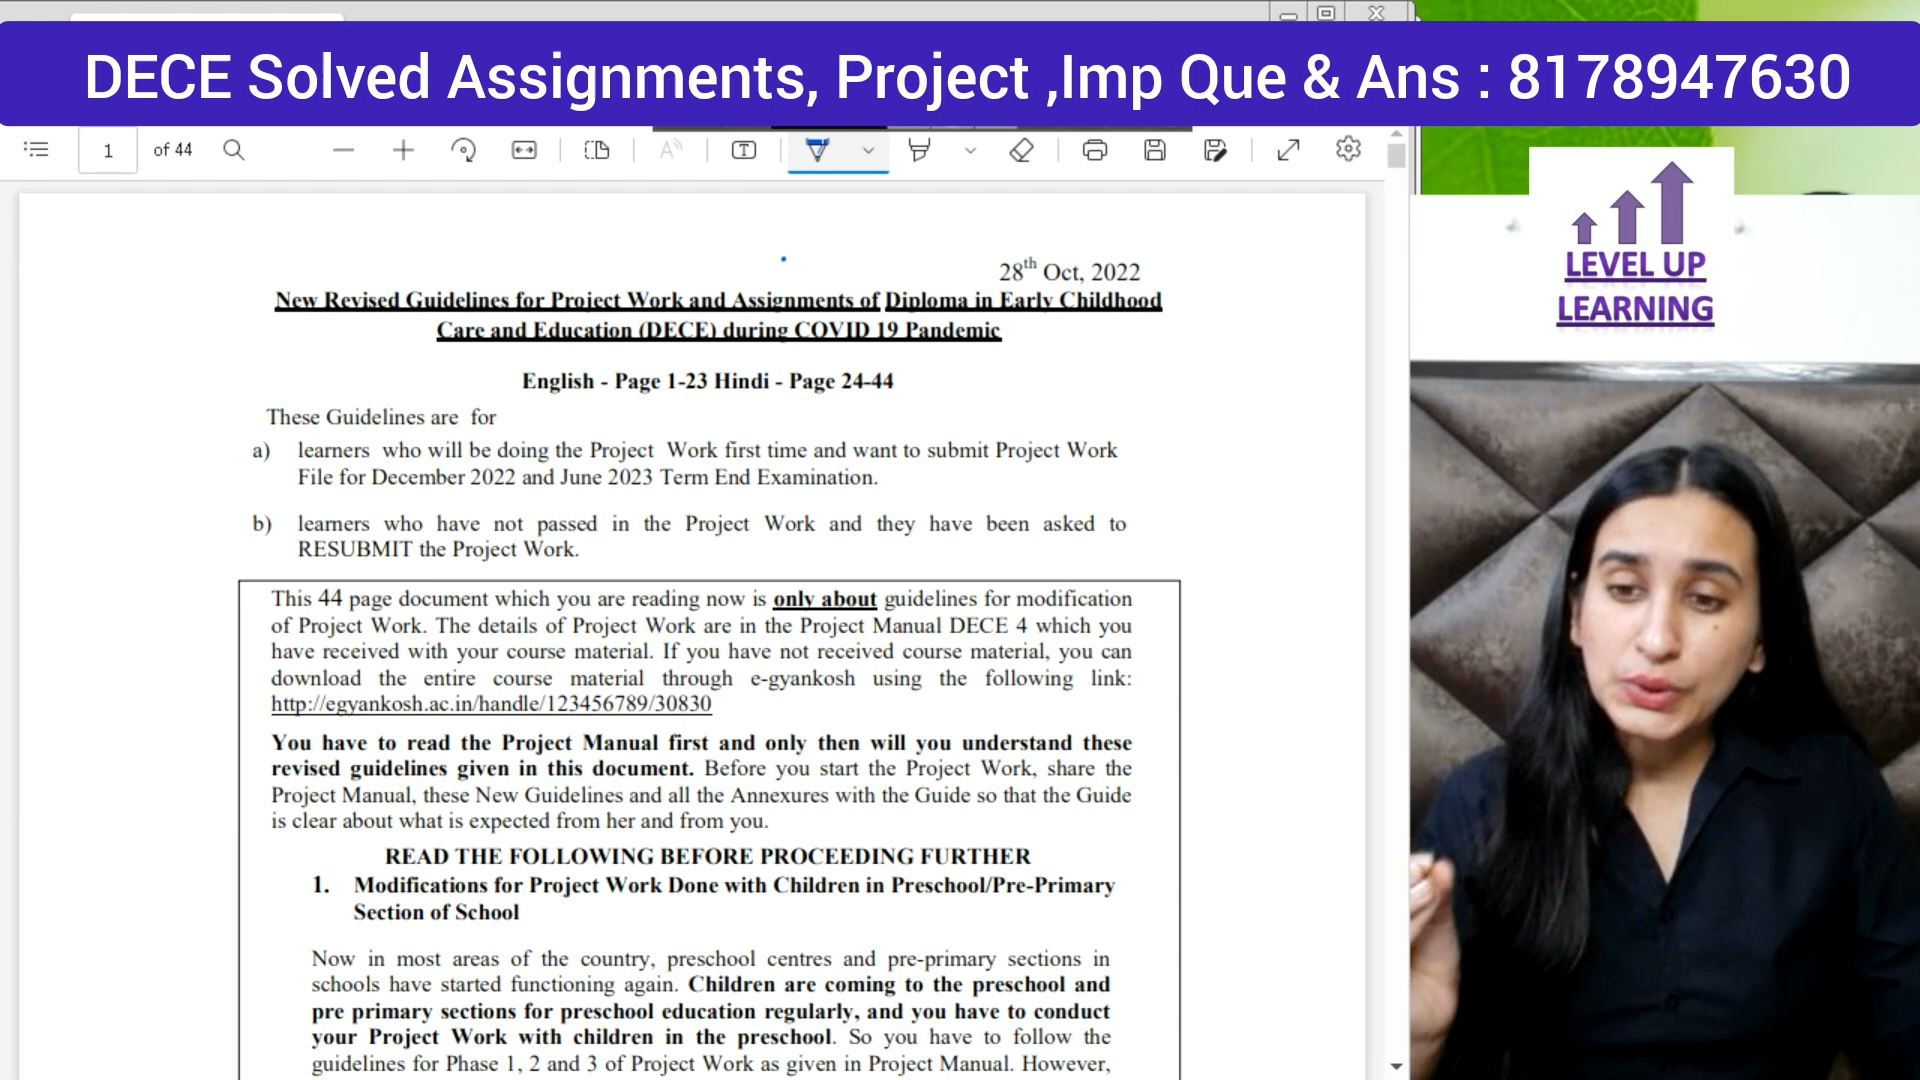 DECE Solved Assignments, Project ,Imp Que & Ans : 8178947630
1 of 44
28th Oct, 2022
New Revised Guidelines for Project Work and Assignments of Diploma in Early Childhood
Care and Education (DECE) during COVID 19 Pandemic
English - Page 1-23 Hindi - Page 24-44
These Guidelines are for
a) learners who will be doing the Project Work first time and want to submit Project Work
File for December 2022 and June 2023 Term End Examination.
b) learners who have not passed in the Project Work and they have been asked to
RESUBMIT the Project Work.
This 44 page document which you are reading now is only about guidelines for modification
of Project Work. The details of Project Work are in the Project Manual DECE 4 which you
have received with your course material. If you have not received course material, you can
download the entire course material through e-gyankosh using the following link:
http://egyankosh.ac.in/handle/123456789/30830
You have to read the Project Manual first and only then will you understand these
revised guidelines given in this document. Before you start the Project Work, share the
Project Manual, these New Guidelines and all the Annexures with the Guide so that the Guide
is clear about what is expected from her and from you.
READ THE FOLLOWING BEFORE PROCEEDING FURTHER
1. Modifications for Project Work Done with Children in Preschool/Pre-Primary
Section of School
Now in most areas of the country, preschool centres and pre-primary sections in
schools have started functioning again. Children are coming to the preschool and
pre primary sections for preschool education regularly, and you have to conduct
your Project Work with children in the preschool. So you have to follow the
guidelines for Phase 1, 2 and 3 of Project Work as given in Project Manual. However,
LEVEL UP
LEARNING